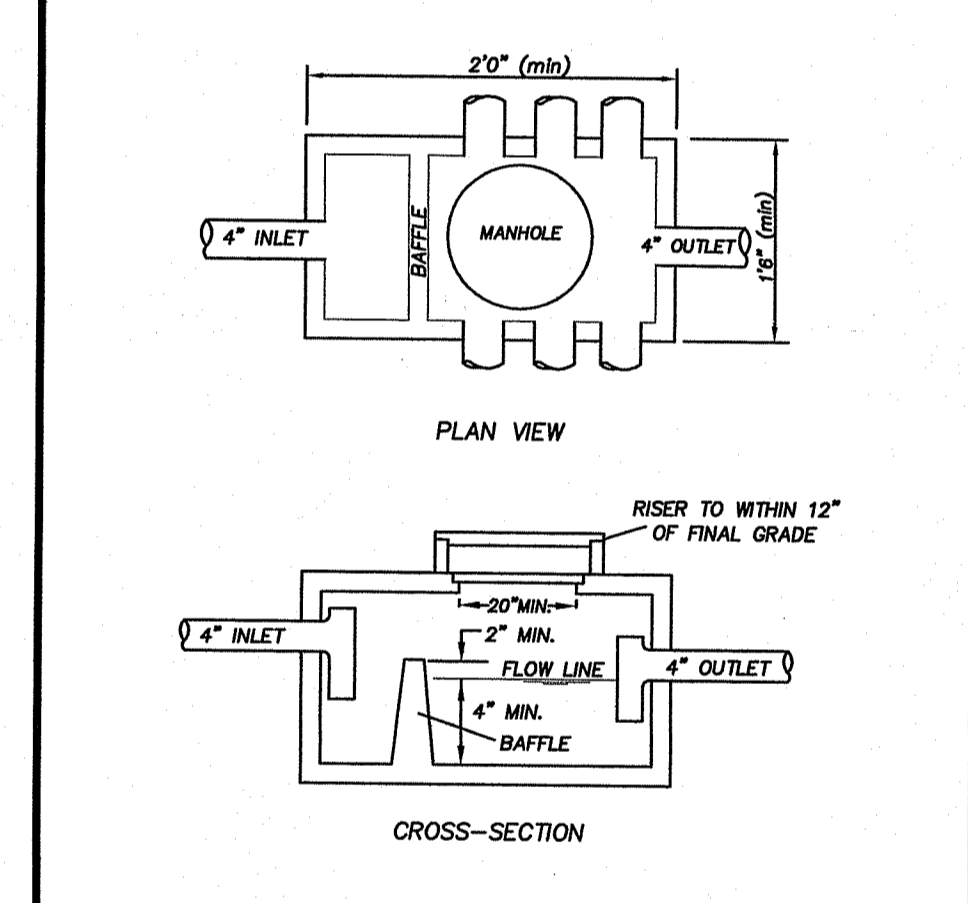 2'0" (min)
4" INLET
BAFFLE
MANHOLE
4" OUTLET
1'6" (min)
PLAN VIEW
RISER TO WITHIN 12"
OF FINAL GRADE
20" MIN.
4" INLET
2" MIN.
FLOW LINE
4" OUTLET
4" MIN.
BAFFLE
CROSS-SECTION